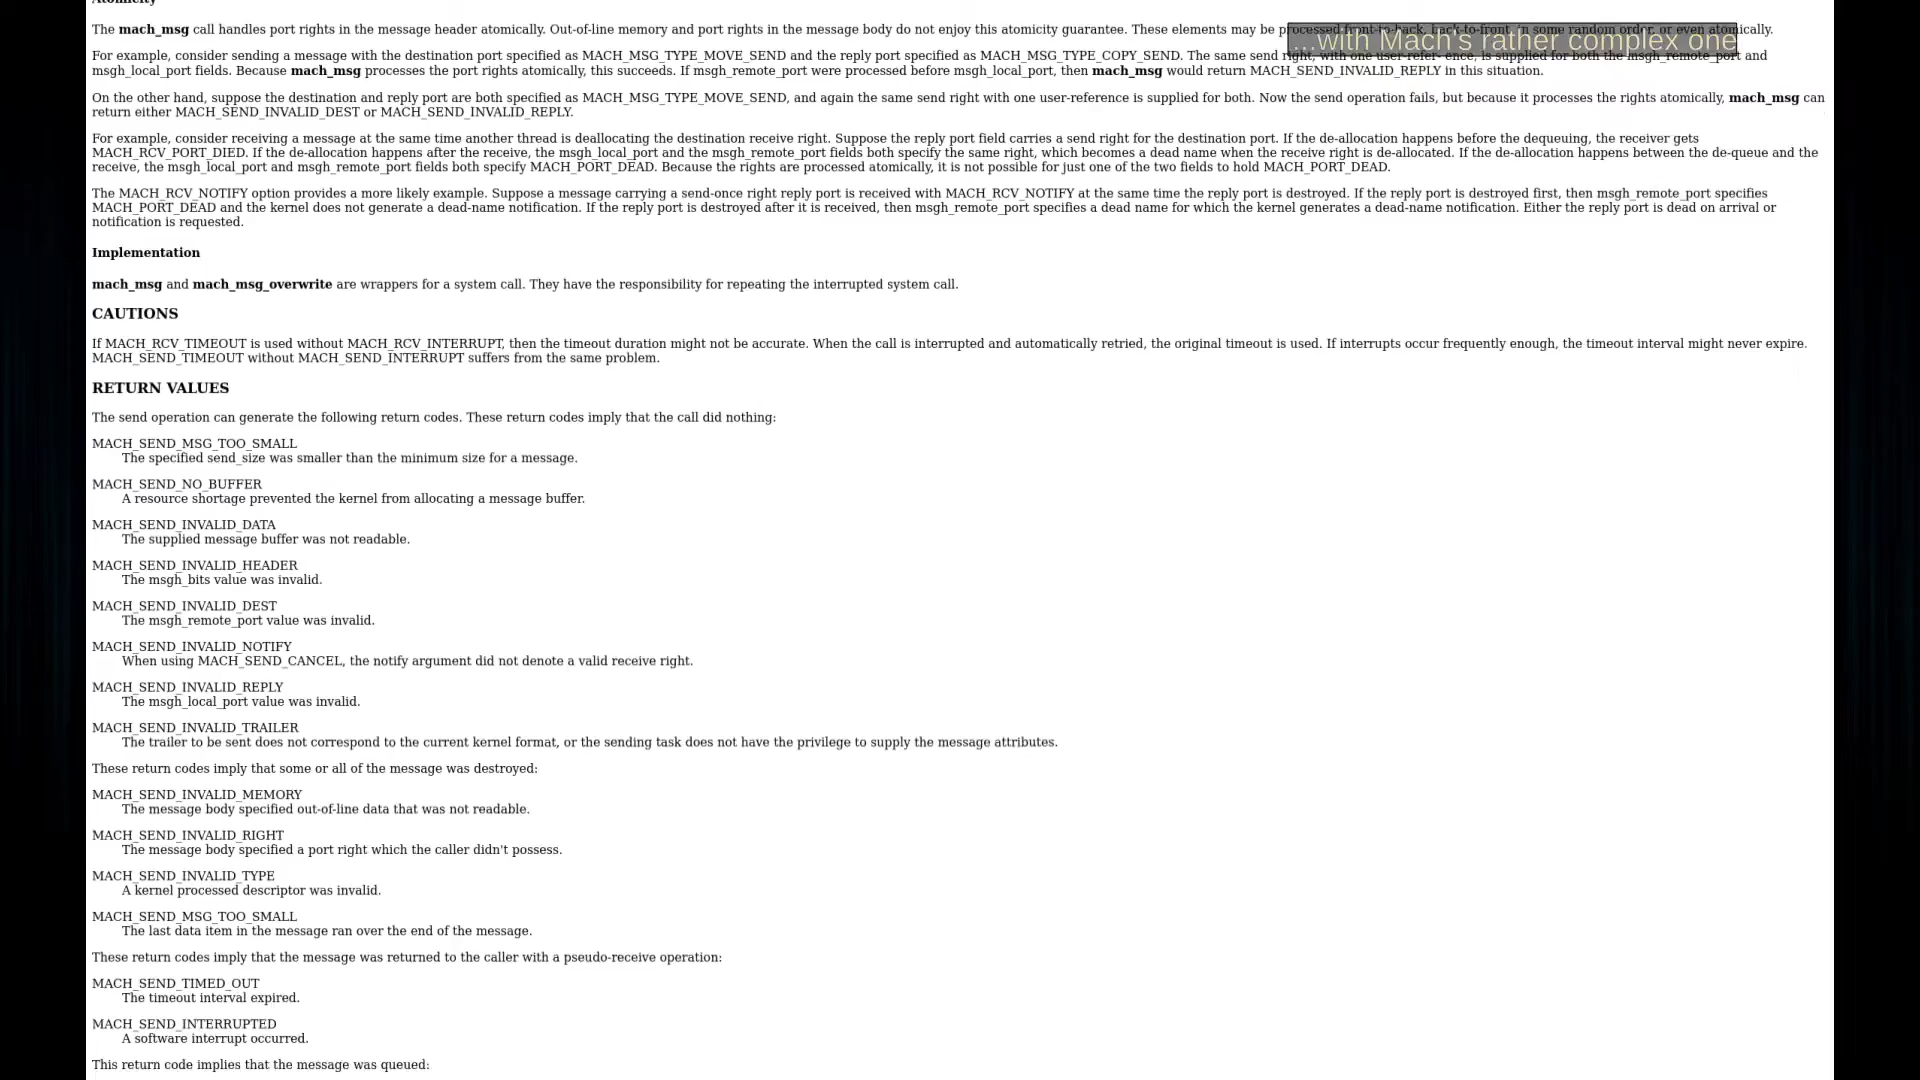 Atomicity
The mach_msg call handles port rights in the message header atomically. Out-of-line memory and port rights in the message body do not enjoy this atomicity guarantee. These elements may be processed front-to-back, back-to-front, in some random order, or even atomically.
...with Mach's rather complex one
For example, consider sending a message with the destination port specified as MACH_MSG_TYPE_MOVE_SEND and the reply port specified as MACH_MSG_TYPE_COPY_SEND. The same send right, with one user-refer- ence, is supplied for both the msgh_remote_port and
msgh_local_port fields. Because mach_msg processes the port rights atomically, this succeeds. If msgh_remote_port were processed before msgh_local_port, then mach_msg would return MACH_SEND_INVALID_REPLY in this situation.
On the other hand, suppose the destination and reply port are both specified as MACH_MSG_TYPE_MOVE_SEND, and again the same send right with one user-reference is supplied for both. Now the send operation fails, but because it processes the rights atomically, mach_msg can
return either MACH_SEND_INVALID_DEST or MACH_SEND_INVALID_REPLY.
For example, consider receiving a message at the same time another thread is deallocating the destination receive right. Suppose the reply port field carries a send right for the destination port. If the de-allocation happens before the dequeuing, the receiver gets
MACH_RCV_PORT_DIED. If the de-allocation happens after the receive, the msgh_local_port and the msgh_remote_port fields both specify the same right, which becomes a dead name when the receive right is de-allocated. If the de-allocation happens between the de-queue and the
receive, the msgh_local_port and msgh_remote_port fields both specify MACH_PORT_DEAD. Because the rights are processed atomically, it is not possible for just one of the two fields to hold MACH_PORT_DEAD.
The MACH_RCV_NOTIFY option provides a more likely example. Suppose a message carrying a send-once right reply port is received with MACH_RCV_NOTIFY at the same time the reply port is destroyed. If the reply port is destroyed first, then msgh_remote_port specifies
MACH_PORT_DEAD and the kernel does not generate a dead-name notification. If the reply port is destroyed after it is received, then msgh_remote_port specifies a dead name for which the kernel generates a dead-name notification. Either the reply port is dead on arrival or
notification is requested.
Implementation
mach_msg and mach_msg_overwrite are wrappers for a system call. They have the responsibility for repeating the interrupted system call.
CAUTIONS
If MACH_RCV_TIMEOUT is used without MACH_RCV_INTERRUPT, then the timeout duration might not be accurate. When the call is interrupted and automatically retried, the original timeout is used. If interrupts occur frequently enough, the timeout interval might never expire.
MACH_SEND_TIMEOUT without MACH_SEND_INTERRUPT suffers from the same problem.
RETURN VALUES
The send operation can generate the following return codes. These return codes imply that the call did nothing:
MACH_SEND_MSG_TOO_SMALL
The specified send_size was smaller than the minimum size for a message.
MACH_SEND_NO_BUFFER
A resource shortage prevented the kernel from allocating a message buffer.
MACH_SEND_INVALID_DATA
The supplied message buffer was not readable.
MACH_SEND_INVALID_HEADER
The msgh_bits value was invalid.
MACH_SEND_INVALID_DEST
The msgh_remote_port value was invalid.
MACH_SEND_INVALID_NOTIFY
When using MACH_SEND_CANCEL, the notify argument did not denote a valid receive right.
MACH_SEND_INVALID_REPLY
The msgh_local_port value was invalid.
MACH_SEND_INVALID_TRAILER
The trailer to be sent does not correspond to the current kernel format, or the sending task does not have the privilege to supply the message attributes.
These return codes imply that some or all of the message was destroyed:
MACH_SEND_INVALID_MEMORY
The message body specified out-of-line data that was not readable.
MACH_SEND_INVALID_RIGHT
The message body specified a port right which the caller didn't possess.
MACH_SEND_INVALID_TYPE
A kernel processed descriptor was invalid.
MACH_SEND_MSG_TOO_SMALL
The last data item in the message ran over the end of the message.
These return codes imply that the message was returned to the caller with a pseudo-receive operation:
MACH_SEND_TIMED_OUT
The timeout interval expired.
MACH_SEND_INTERRUPTED
A software interrupt occurred.
This return code implies that the message was queued: